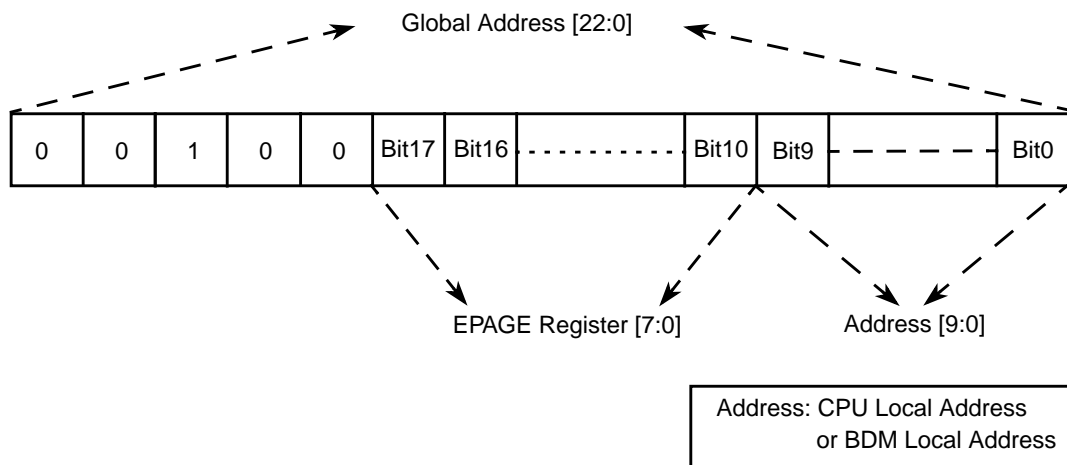 Global Address [22:0]
0 0 1 0 0 Bit17 Bit16 Bit10 Bit9 Bit0
EPAGE Register [7:0] Address [9:0]
Address: CPU Local Address
or BDM Local Address